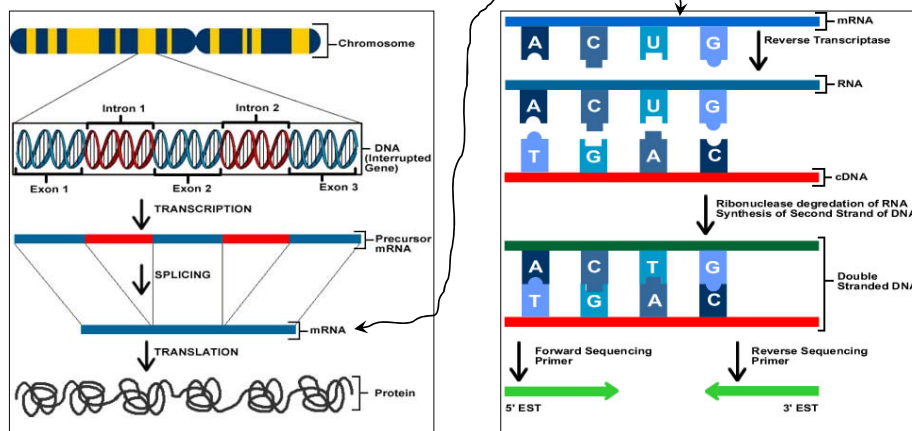 Chromosome
Intron 1
Intron 2
DNA
(Interrupted
Gene)
Exon 1
Exon 2
Exon 3
TRANSCRIPTION
Precursor
mRNA
SPLICING
mRNA
TRANSLATION
Protein
mRNA
A C U G
Reverse Transcriptase
RNA
A C U G
T G A C
cDNA
Ribonuclease degredation of RNA
Synthesis of Second Strand of DNA
A C T G
T G A C
Double
Stranded DNA
Forward Sequencing
Primer
Reverse Sequencing
Primer
5' EST
3' EST